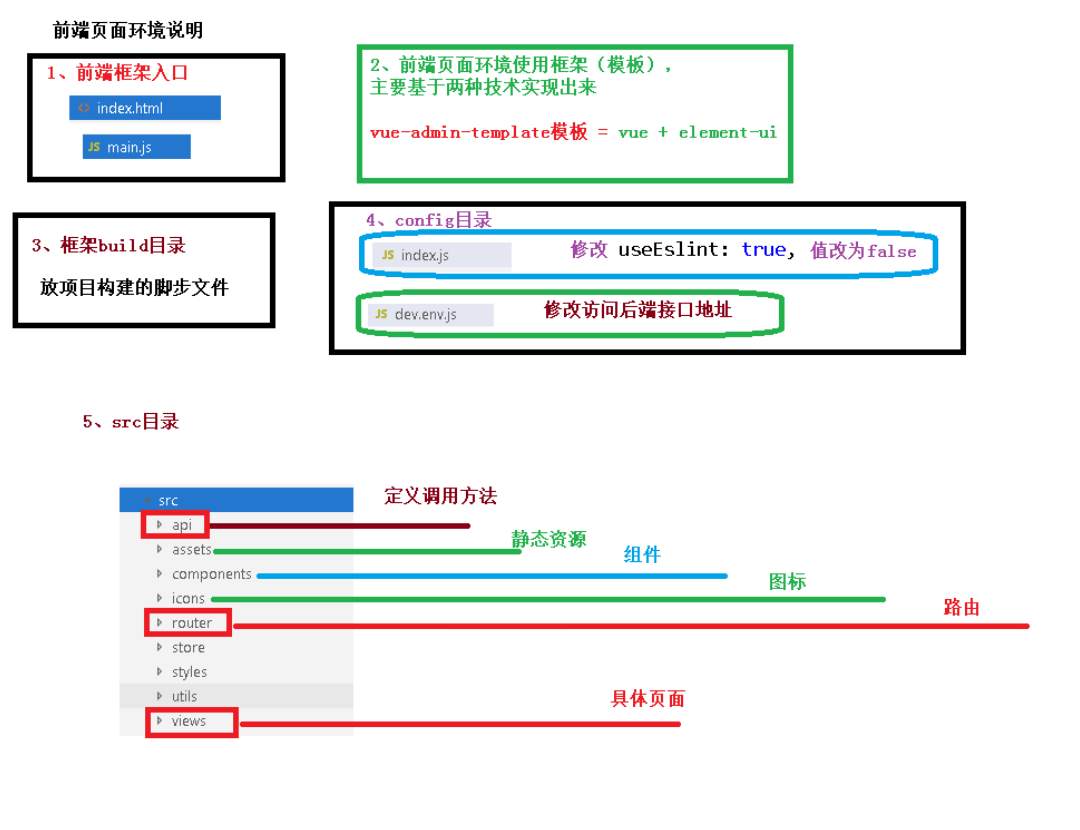 前端页面环境说明
1、前端框架入口
<> index.html
JS main.js
2、前端页面环境使用框架（模板），
主要基于两种技术实现出来
vue-admin-template模板 = vue + element-ui
3、框架build目录
放项目构建的脚步文件
4、config目录
JS index.js 修改 useEslint: true, 值改为false
JS dev.env.js 修改访问后端接口地址
5、src目录
src 定义调用方法
api
assets 静态资源
components 组件
icons 图标
router 路由
store
styles
utils
views 具体页面